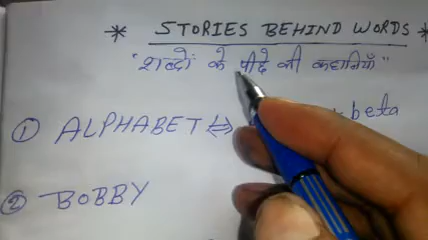 * STORIES BEHIND WORDS *
"शब्दों के पीछे की कहानियाँ"
① ALPHABET ⇔ beta
② BOBBY